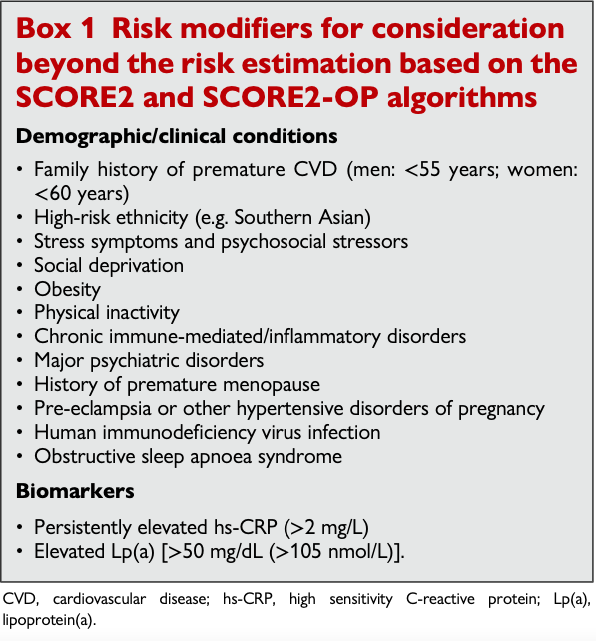 Box 1 Risk modifiers for consideration
beyond the risk estimation based on the
SCORE2 and SCORE2-OP algorithms
Demographic/clinical conditions
• Family history of premature CVD (men: <55 years; women:
<60 years)
• High-risk ethnicity (e.g. Southern Asian)
• Stress symptoms and psychosocial stressors
• Social deprivation
• Obesity
• Physical inactivity
• Chronic immune-mediated/inflammatory disorders
• Major psychiatric disorders
• History of premature menopause
• Pre-eclampsia or other hypertensive disorders of pregnancy
• Human immunodeficiency virus infection
• Obstructive sleep apnoea syndrome
Biomarkers
• Persistently elevated hs-CRP (>2 mg/L)
• Elevated Lp(a) [>50 mg/dL (>105 nmol/L)].
CVD, cardiovascular disease; hs-CRP, high sensitivity C-reactive protein; Lp(a),
lipoprotein(a).